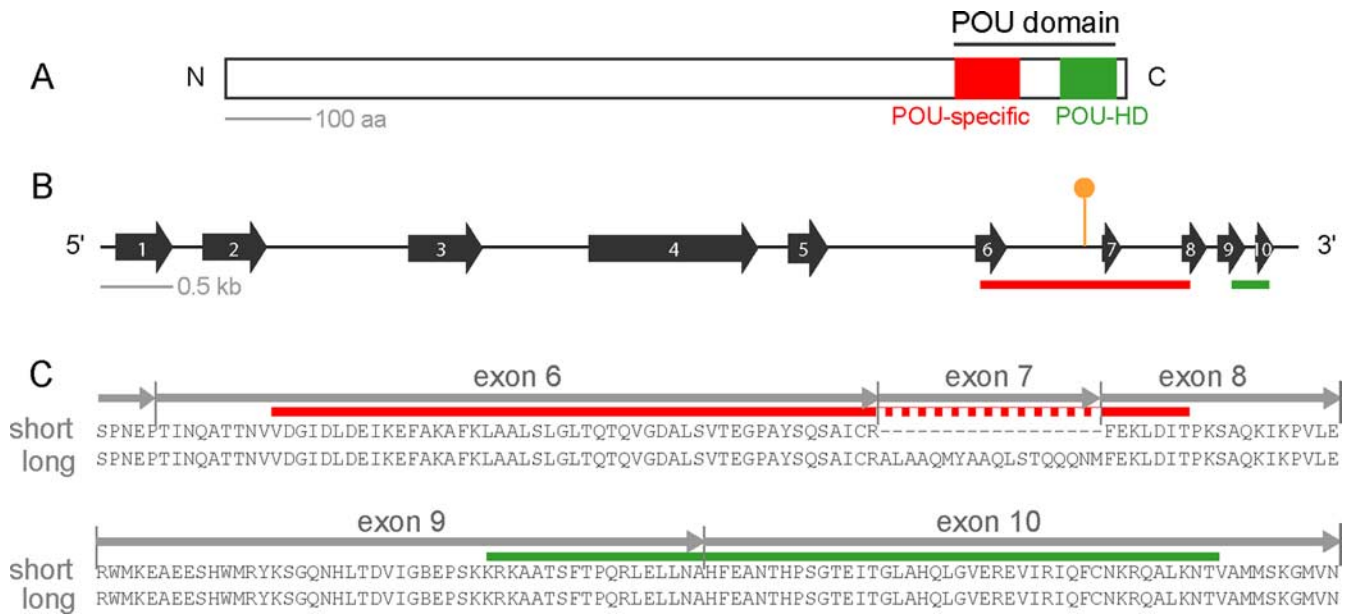 POU domain
A
N
C
POU-specific
POU-HD
100 aa
B
5'
1
2
3
4
5
6
7
8
9
10
3'
0.5 kb
C
exon 6
exon 7
exon 8
short SPNEPTINQATTNVVDGIDLDEIKEFAKAFKLAALSLGLTQTQVGDALSVTEGPAYSQSAICR------------------FEKLDITPKSAQKIKPVLE
long SPNEPTINQATTNVVDGIDLDEIKEFAKAFKLAALSLGLTQTQVGDALSVTEGPAYSQSAICRALAAQMYAAQLSTQQQNMFEKLDITPKSAQKIKPVLE
exon 9
exon 10
short RWMKEAEESHWMRYKSGQNHLTDVIGBEPSKKRKAATSFTPQRLELLNAHFEANTHPSGTEITGLAHQLGVEREVIRIQFCNKRQALKNTVAMMSKGMVN
long RWMKEAEESHWMRYKSGQNHLTDVIGBEPSKKRKAATSFTPQRLELLNAHFEANTHPSGTEITGLAHQLGVEREVIRIQFCNKRQALKNTVAMMSKGMVN